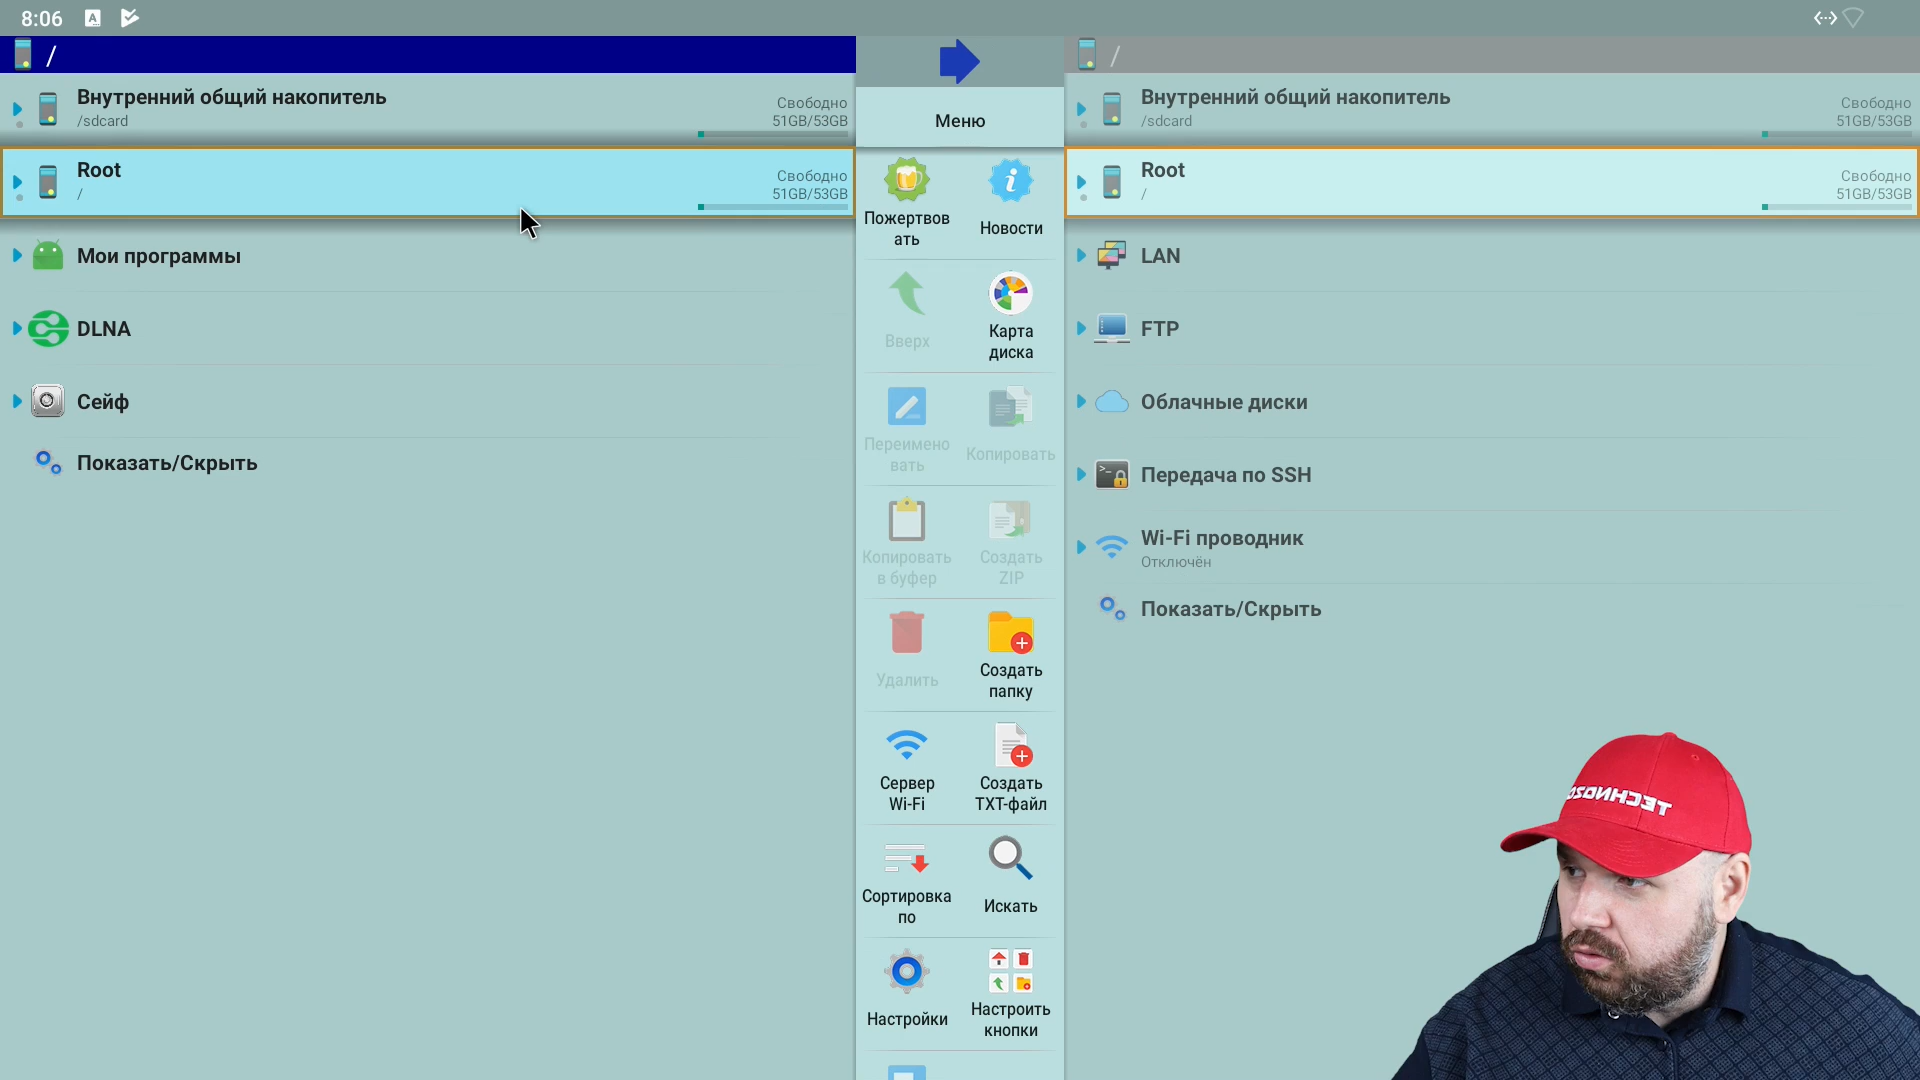 8:06
A
/
Внутренний общий накопитель
/sdcard
Свободно
51GB/53GB
Root
/
Свободно
51GB/53GB
Мои программы
DLNA
Сейф
Показать/Скрыть
Меню
Пожертвов
ать
Новости
Вверх
Карта
диска
Переимено
вать
Копировать
Копировать
в буфер
Создать
ZIP
Удалить
Создать
папку
Сервер
Wi-Fi
Создать
TXT-файл
Сортировка
по
Искать
Настройки
Настроить
кнопки
/
Внутренний общий накопитель
/sdcard
Свободно
51GB/53GB
Root
/
Свободно
51GB/53GB
LAN
FTP
Облачные диски
Передача по SSH
Wi-Fi проводник
Отключён
Показать/Скрыть